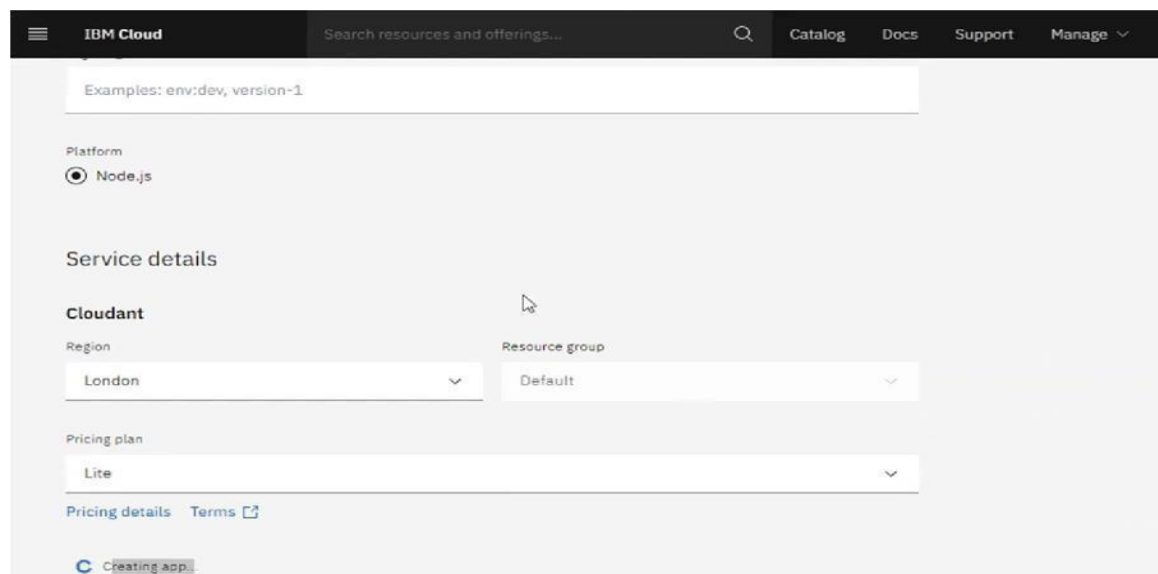 IBM Cloud Search resources and offerings... Catalog Docs Support Manage
Examples: env:dev, version-1
Platform
Node.js
Service details
Cloudant
Region Resource group
London Default
Pricing plan
Lite
Pricing details Terms
Creating app...